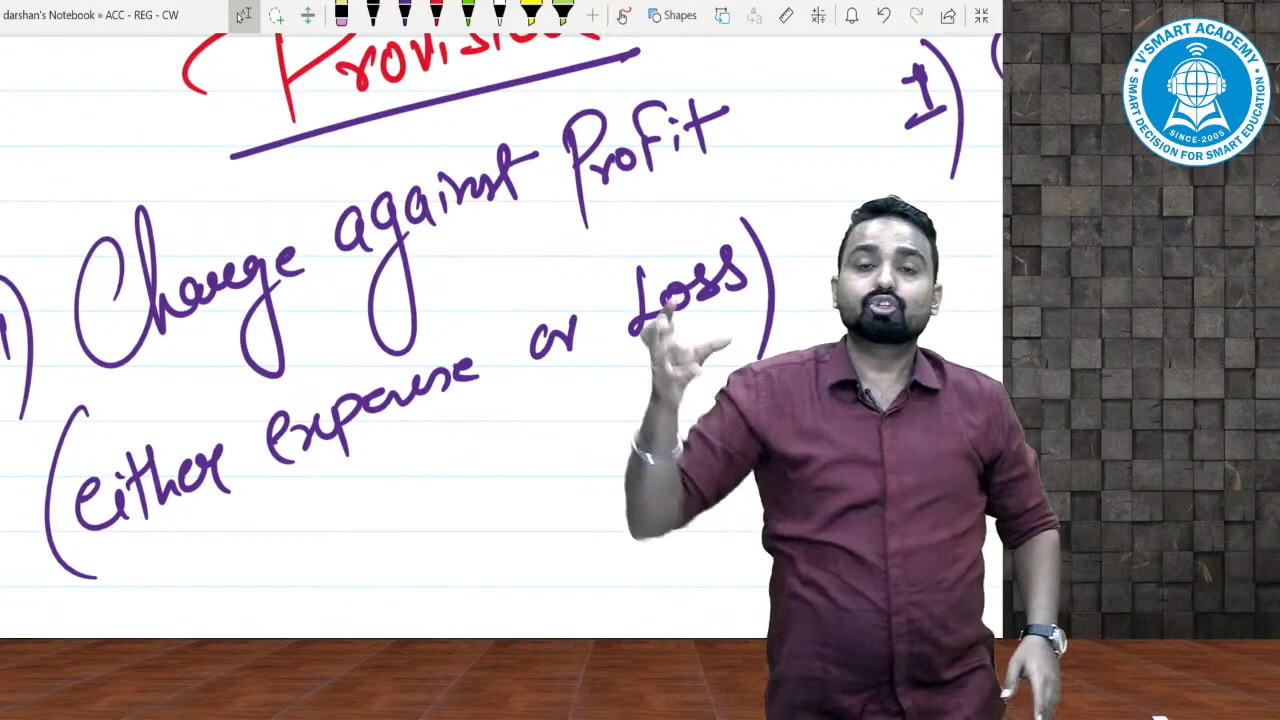 darshan's Notebook » ACC - REG - CW
Shapes
Provision
1) Charge against Profit
(either expense or Loss)
I)
V'SMART ACADEMY
SINCE-2005
SMART DECISION FOR SMART EDUCATION